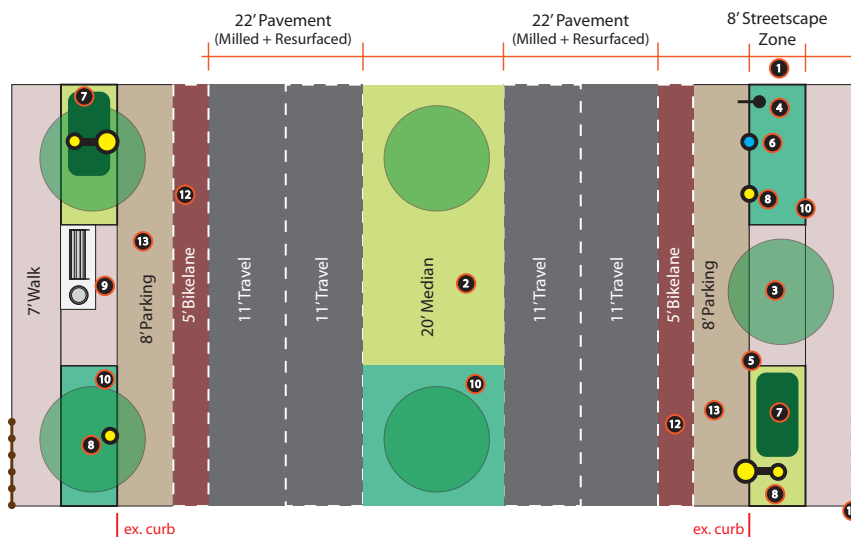 22' Pavement
(Milled + Resurfaced)
22' Pavement
(Milled + Resurfaced)
8' Streetscape
Zone
1
7
4
6
12
8
10
13
9
2
3
7' Walk
8' Parking
5' Bikelane
11' Travel
11' Travel
20' Median
11' Travel
11' Travel
5' Bikelane
8' Parking
5
10
10
13
7
12
8
8
ex. curb
ex. curb